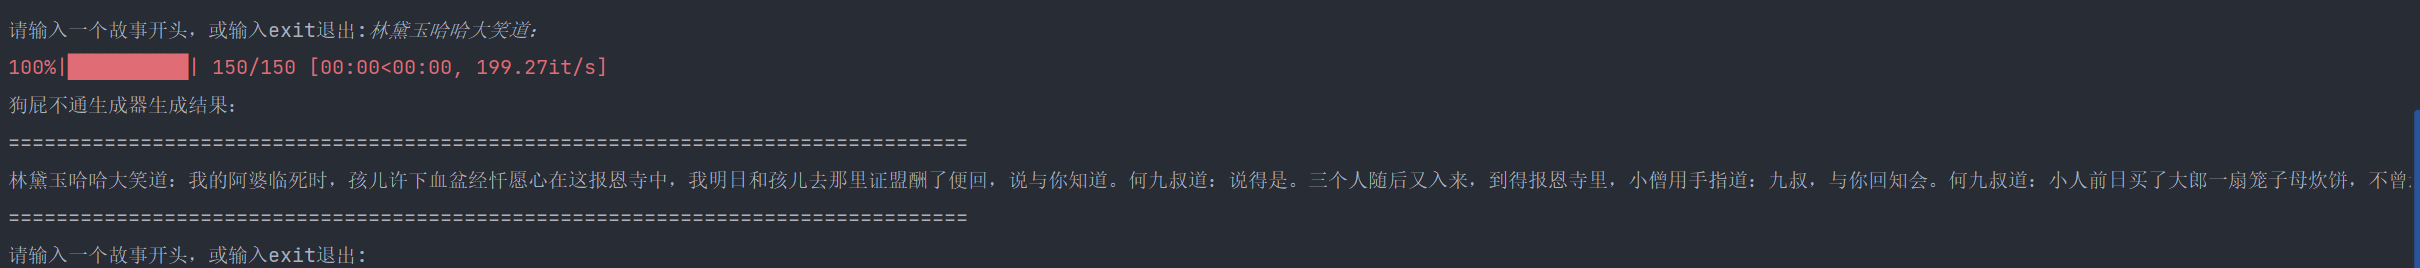 请输入一个故事开头，或输入exit退出:林黛玉哈哈大笑道：
100%|██████████| 150/150 [00:00<00:00, 199.27it/s]
狗屁不通生成器生成结果：
================================================================================
林黛玉哈哈大笑道：我的阿婆临死时，孩儿许下血盆经忏愿心在这报恩寺中，我明日和孩儿去那里证盟酬了便回，说与你知道。何九叔道：说得是。三个人随后又入来，到得报恩寺里，小僧用手指道：九叔，与你回知会。何九叔道：小人前日买了大郎一扇笼子母炊饼，不曾
================================================================================
请输入一个故事开头，或输入exit退出: